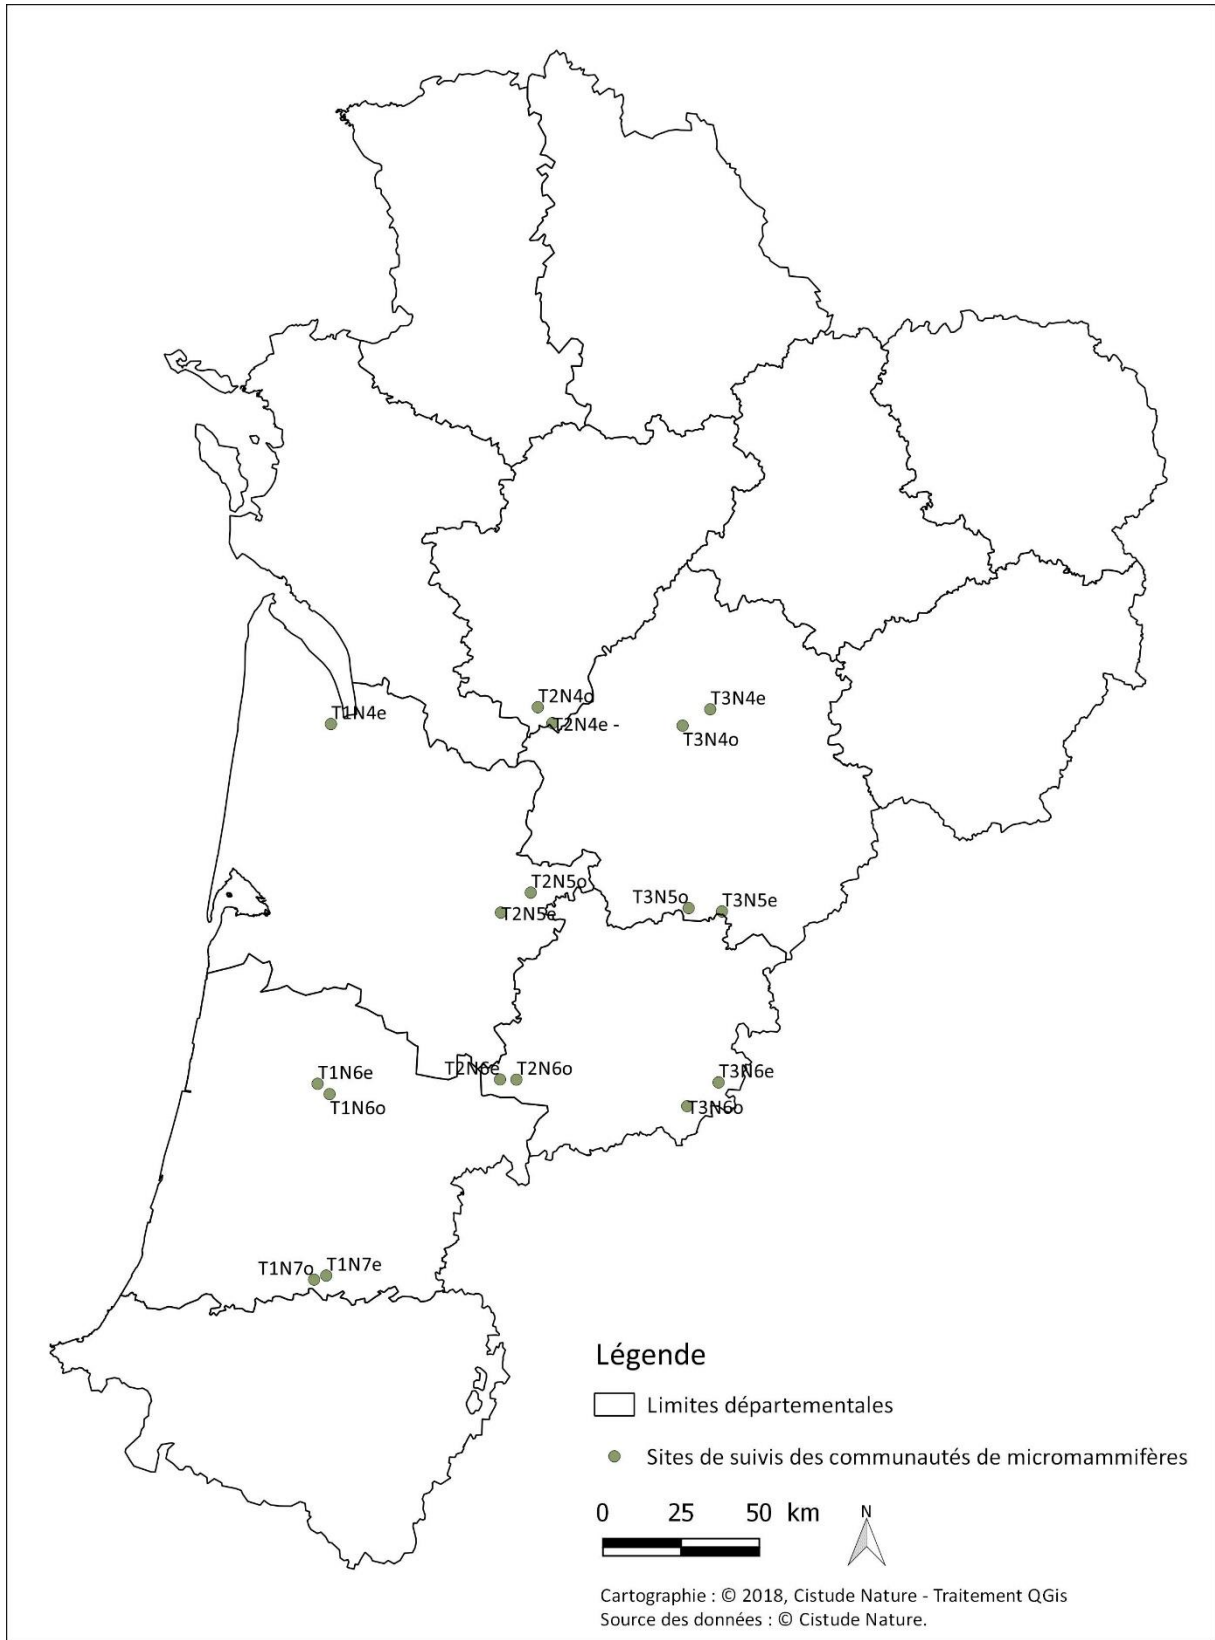 T2N4o
T3N4e
T1N4e
T2N4e -
T3N4o
T2N5o
T3N5o
T3N5e
T2N5e
T2N6e
T2N6o
T1N6e
T3N6e
T1N6o
T3N6o
T1N7o
T1N7e
Légende
Limites départementales
Sites de suivis des communautés de micromammifères
0 25 50 km
N
Cartographie : © 2018, Cistude Nature - Traitement QGis
Source des données : © Cistude Nature.